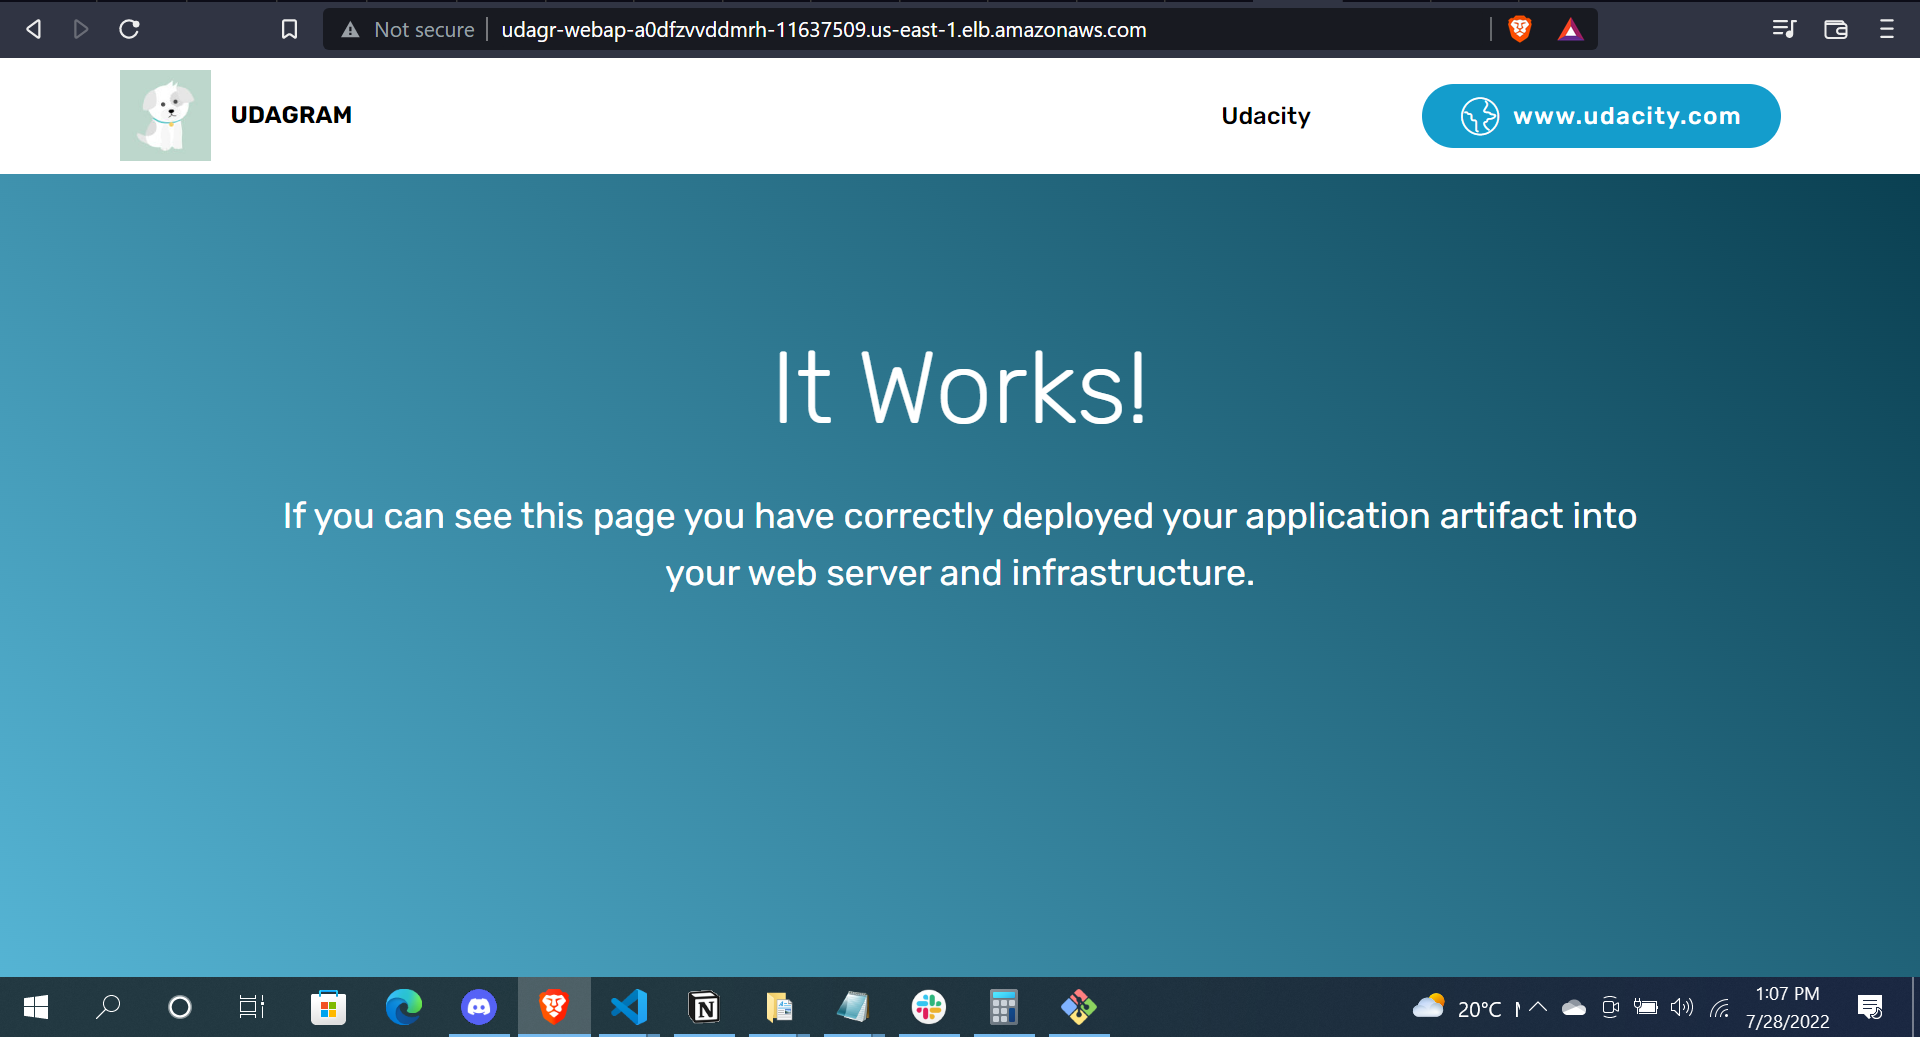 Not secure
udagr-webap-a0dfzvvddmrh-11637509.us-east-1.elb.amazonaws.com
UDAGRAM
Udacity
www.udacity.com
It Works!
If you can see this page you have correctly deployed your application artifact into
your web server and infrastructure.
20°C
1:07 PM
7/28/2022